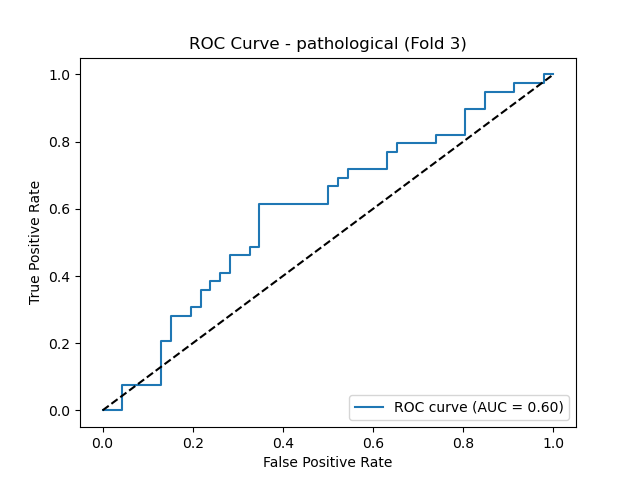 ROC Curve - pathological (Fold 3)
1.0
0.8
0.6
0.4
0.2
0.0
True Positive Rate
ROC curve (AUC = 0.60)
0.0 0.2 0.4 0.6 0.8 1.0
False Positive Rate